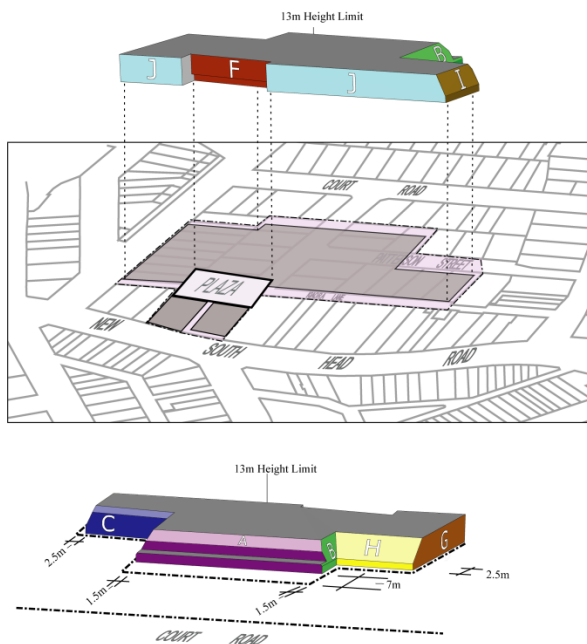 13m Height Limit
B
J
F
J
I
COURT ROAD
PLAZA
NEW SOUTH HEAD ROAD
13m Height Limit
C
A
B
H
G
2.5m
1.5m
1.5m
7m
2.5m
COURT ROAD